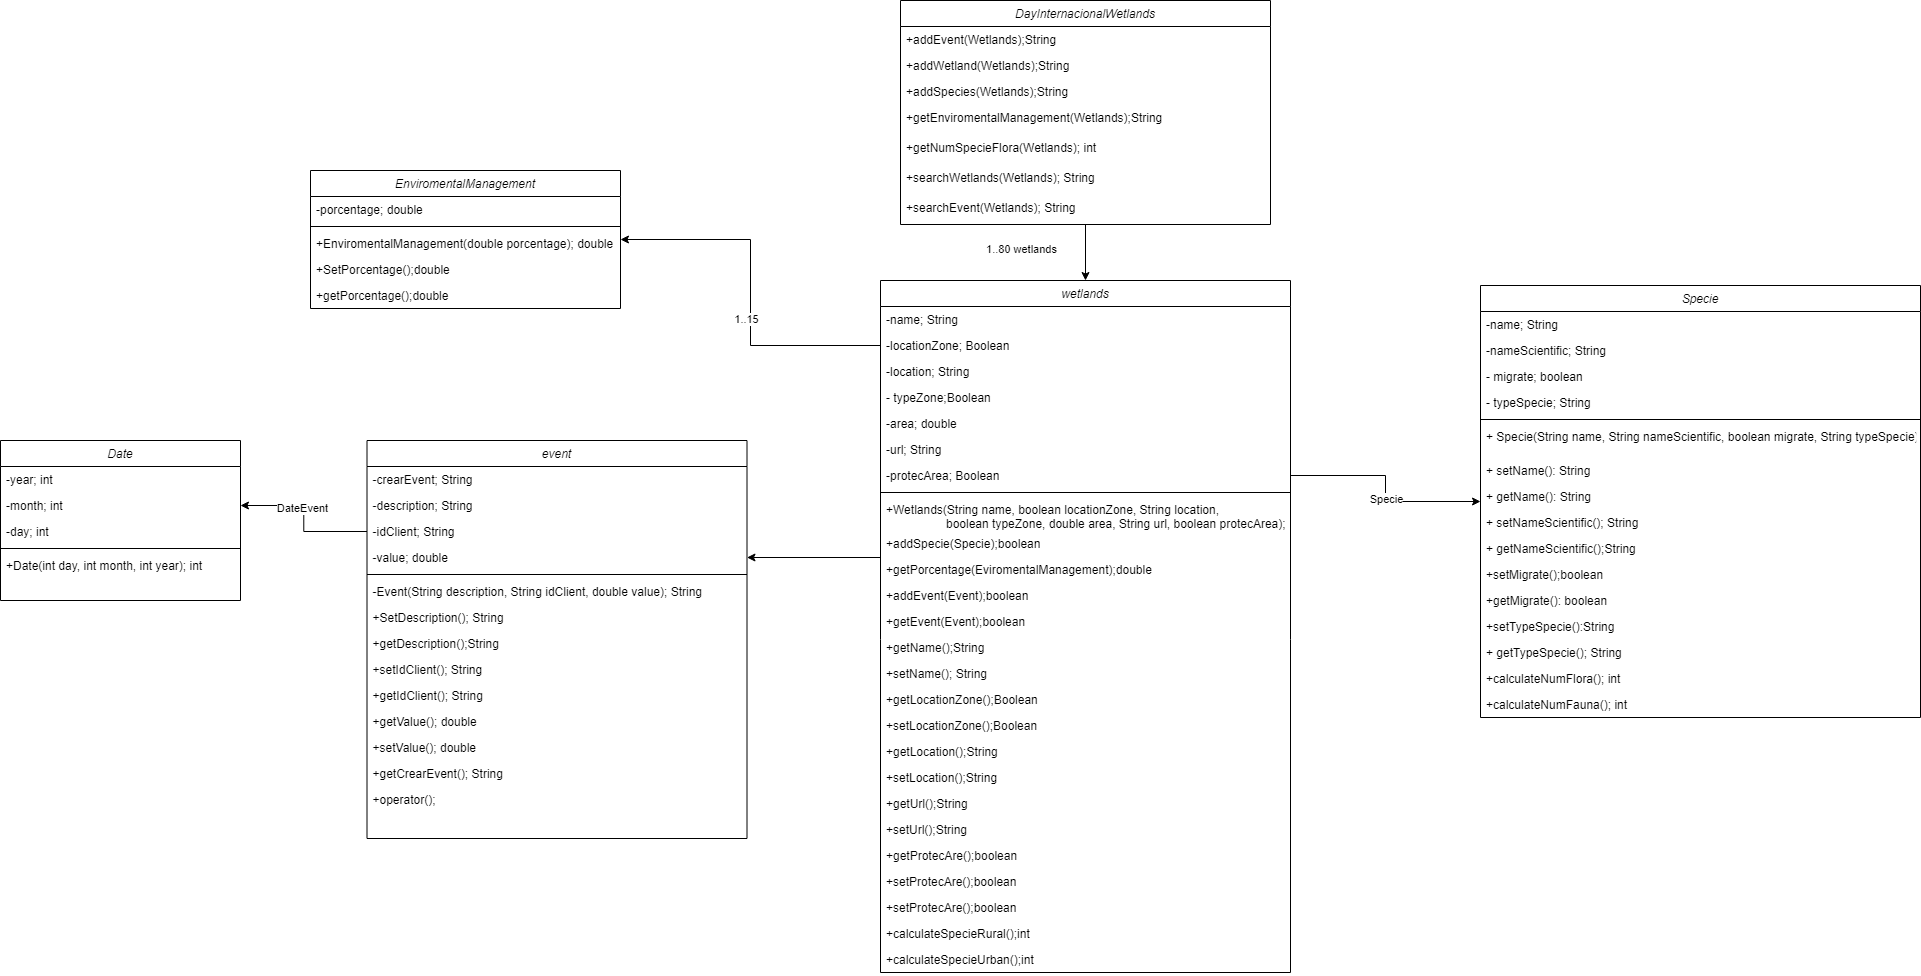 DayInternacionalWetlands
+addEvent(Wetlands);String
+addWetland(Wetlands);String
+addSpecies(Wetlands);String
+getEnviromentalManagement(Wetlands);String
+getNumSpecieFlora(Wetlands); int
+searchWetlands(Wetlands); String
+searchEvent(Wetlands); String
1..80 wetlands
EnviromentalManagement
-porcentage; double
+EnviromentalManagement(double porcentage); double
+SetPorcentage();double
+getPorcentage();double
1..15
wetlands
-name; String
-locationZone; Boolean
-location; String
- typeZone;Boolean
-area; double
-url; String
-protecArea; Boolean
+Wetlands(String name, boolean locationZone, String location,
boolean typeZone, double area, String url, boolean protecArea);
+addSpecie(Specie);boolean
+getPorcentage(EviromentalManagement);double
+addEvent(Event);boolean
+getEvent(Event);boolean
+getName();String
+setName(); String
+getLocationZone();Boolean
+setLocationZone();Boolean
+getLocation();String
+setLocation();String
+getUrl();String
+setUrl();String
+getProtecAre();boolean
+setProtecAre();boolean
+setProtecAre();boolean
+calculateSpecieRural();int
+calculateSpecieUrban();int
Specie
Specie
-name; String
-nameScientific; String
- migrate; boolean
- typeSpecie; String
+ Specie(String name, String nameScientific, boolean migrate, String typeSpecie)
+ setName(): String
+ getName(): String
+ setNameScientific(); String
+ getNameScientific();String
+setMigrate();boolean
+getMigrate(): boolean
+setTypeSpecie():String
+ getTypeSpecie(); String
+calculateNumFlora(); int
+calculateNumFauna(); int
Date
-year; int
-month; int
-day; int
+Date(int day, int month, int year); int
DateEvent
event
-crearEvent; String
-description; String
-idClient; String
-value; double
-Event(String description, String idClient, double value); String
+SetDescription(); String
+getDescription();String
+setIdClient(); String
+getIdClient(); String
+getValue(); double
+setValue(); double
+getCrearEvent(); String
+operator();